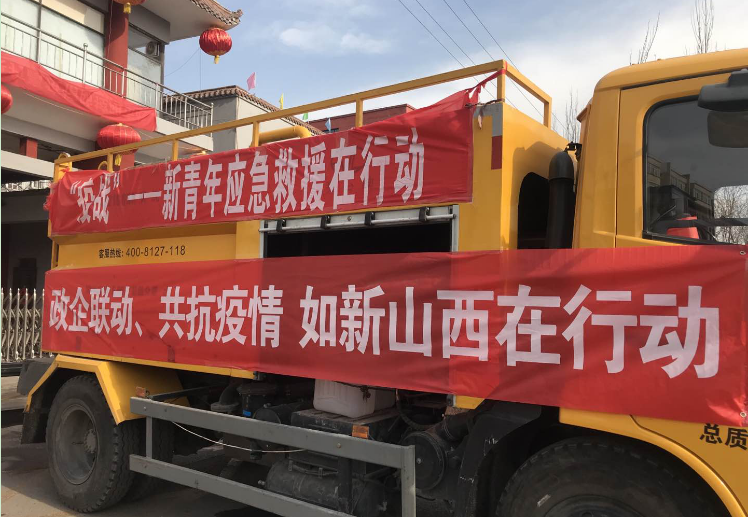 “疫战”——新青年应急救援在行动
客服热线: 400-8127-118
政企联动、共抗疫情 如新山西在行动
总质